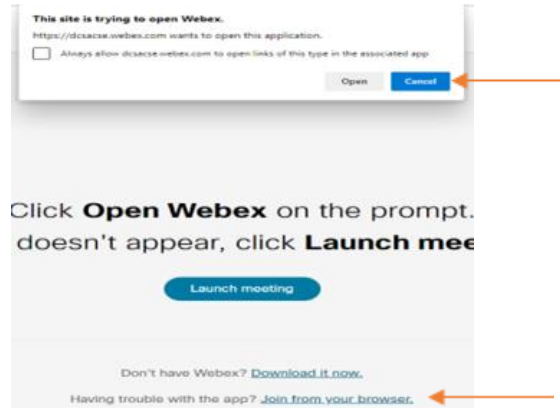 This site is trying to open Webex.
https://dcsacse.webex.com wants to open this application.
Always allow dcsacse.webex.com to open links of this type in the associated app
Open Cancel
Click Open Webex on the prompt.
doesn't appear, click Launch mee
Launch meeting
Don't have Webex? Download it now.
Having trouble with the app? Join from your browser.